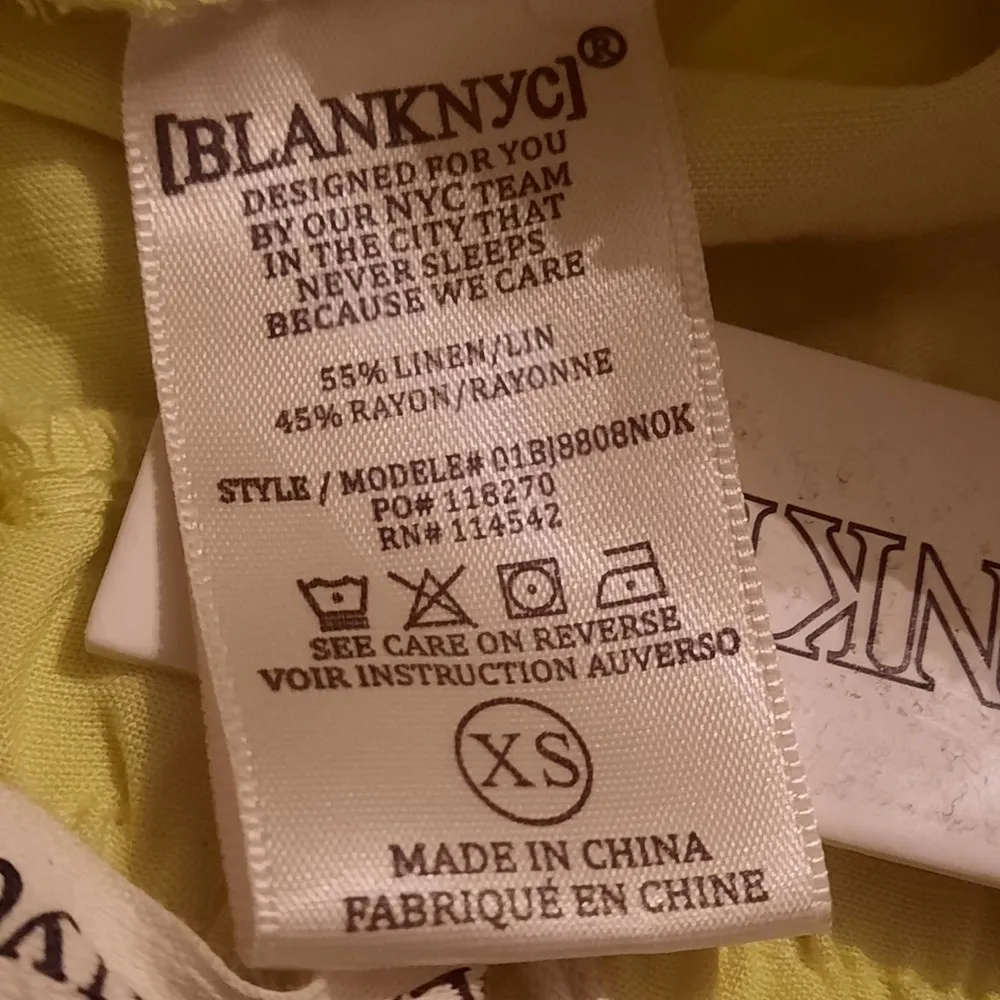 [BLANKNYC]®
DESIGNED FOR YOU
BY OUR NYC TEAM
IN THE CITY THAT
NEVER SLEEPS
BECAUSE WE CARE
55% LINEN/LIN
45% RAYON/RAYONNE
STYLE / MODELE# 01BJ8808NOK
PO# 118270
RN# 114542
SEE CARE ON REVERSE
VOIR INSTRUCTION AUVERSO
XS
MADE IN CHINA
FABRIQUÉ EN CHINE
NK